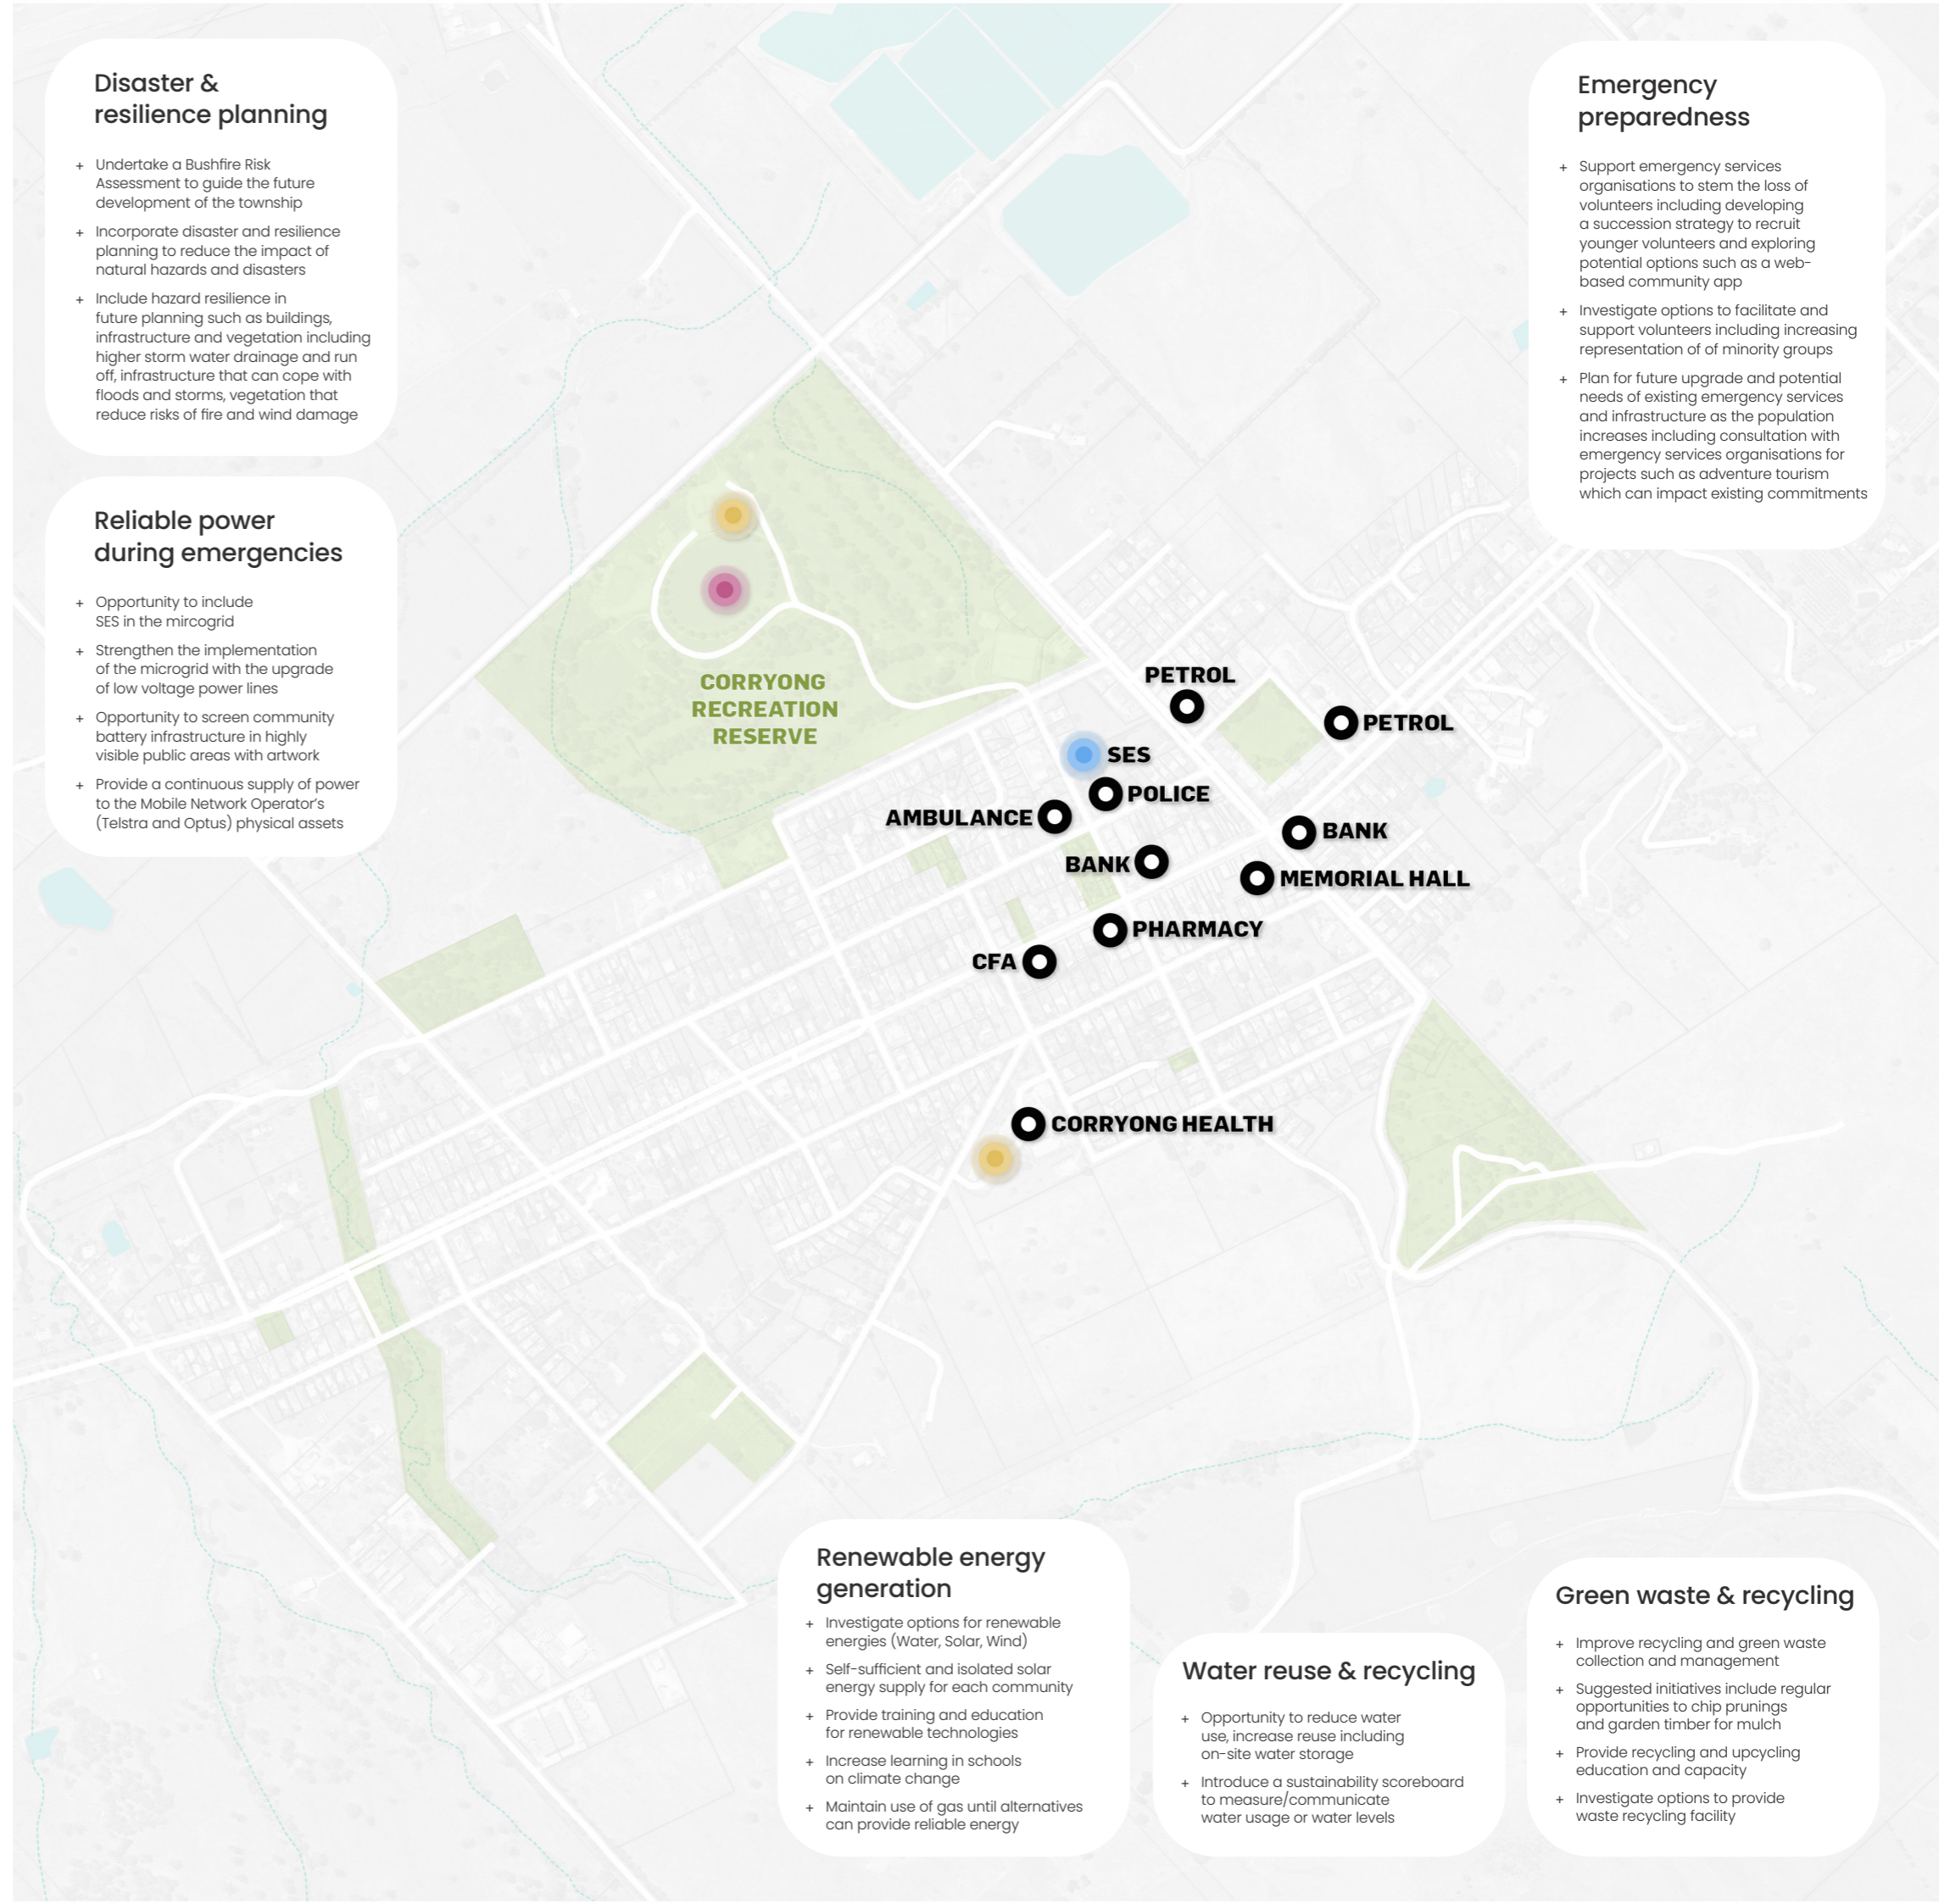 Disaster &
resilience planning
+ Undertake a Bushfire Risk
Assessment to guide the future
development of the township
+ Incorporate disaster and resilience
planning to reduce the impact of
natural hazards and disasters
+ Include hazard resilience in
future planning such as buildings,
infrastructure and vegetation including
higher storm water drainage and run
off, infrastructure that can cope with
floods and storms, vegetation that
reduce risks of fire and wind damage
Reliable power
during emergencies
+ Opportunity to include
SES in the mircogrid
+ Strengthen the implementation
of the microgrid with the upgrade
of low voltage power lines
+ Opportunity to screen community
battery infrastructure in highly
visible public areas with artwork
+ Provide a continuous supply of power
to the Mobile Network Operator's
(Telstra and Optus) physical assets
Emergency
preparedness
+ Support emergency services
organisations to stem the loss of
volunteers including developing
a succession strategy to recruit
younger volunteers and exploring
potential options such as a web-
based community app
+ Investigate options to facilitate and
support volunteers including increasing
representation of of minority groups
+ Plan for future upgrade and potential
needs of existing emergency services
and infrastructure as the population
increases including consultation with
emergency services organisations for
projects such as adventure tourism
which can impact existing commitments
CORRYONG
RECREATION
RESERVE
PETROL
PETROL
SES
POLICE
AMBULANCE
BANK
BANK
MEMORIAL HALL
PHARMACY
CFA
CORRYONG HEALTH
Renewable energy
generation
+ Investigate options for renewable
energies (Water, Solar, Wind)
+ Self-sufficient and isolated solar
energy supply for each community
+ Provide training and education
for renewable technologies
+ Increase learning in schools
on climate change
+ Maintain use of gas until alternatives
can provide reliable energy
Water reuse & recycling
+ Opportunity to reduce water
use, increase reuse including
on-site water storage
+ Introduce a sustainability scoreboard
to measure/communicate
water usage or water levels
Green waste & recycling
+ Improve recycling and green waste
collection and management
+ Suggested initiatives include regular
opportunities to chip prunings
and garden timber for mulch
+ Provide recycling and upcycling
education and capacity
+ Investigate options to provide
waste recycling facility